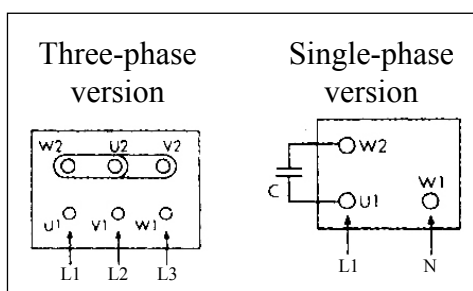 Three-phase
version
Single-phase
version
W2 U2 V2
U1 V1 W1
L1 L2 L3
W2
C
U1
W1
L1 N